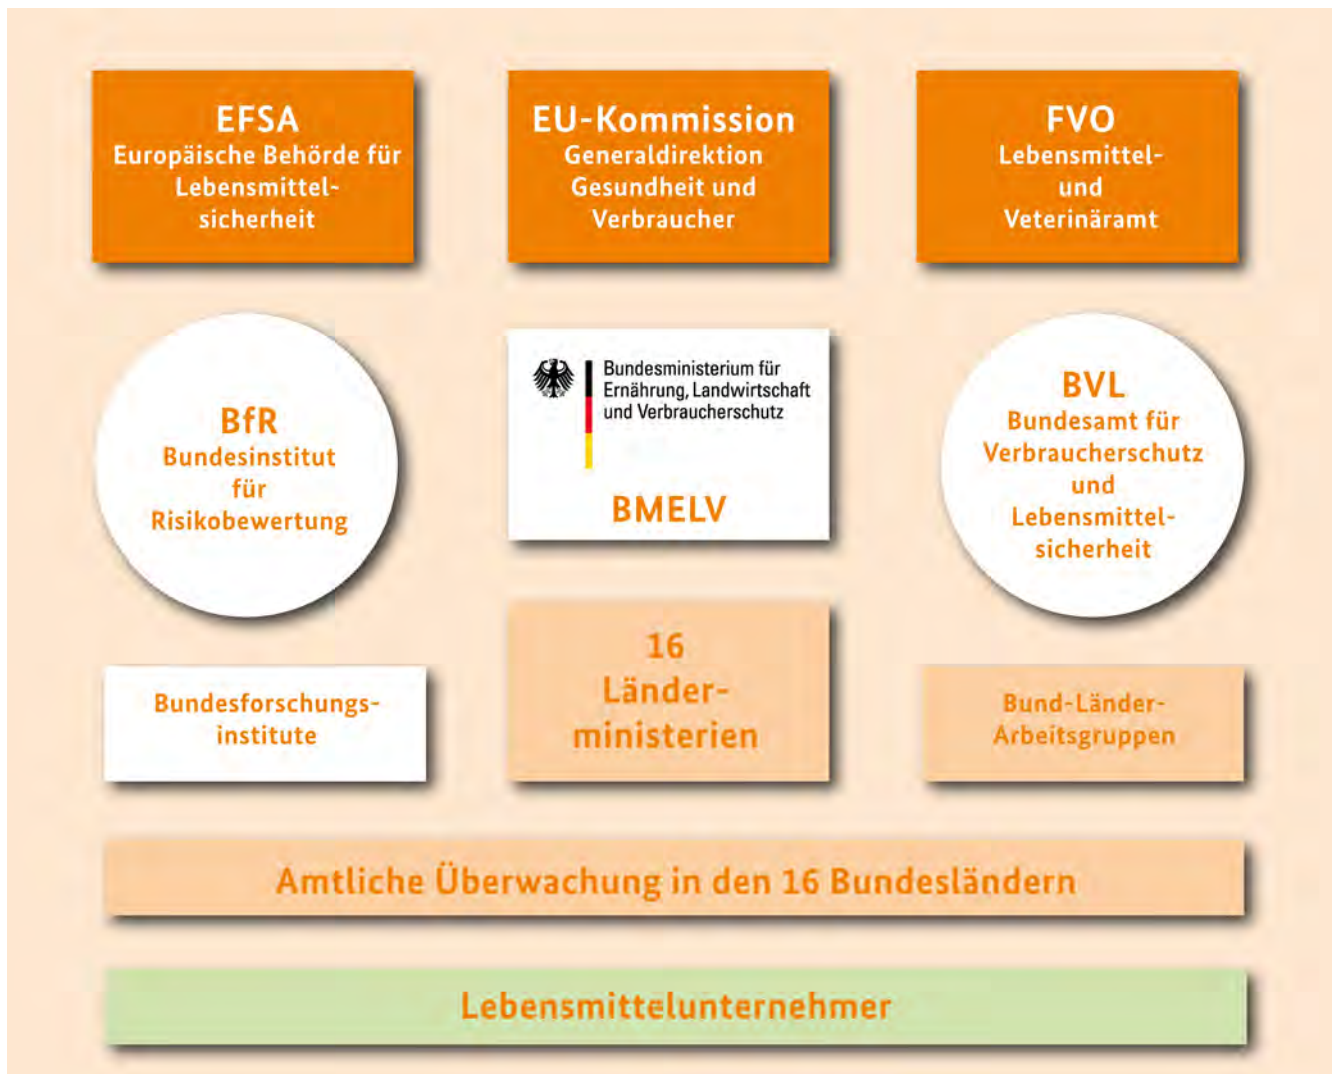 EFSA
Europäische Behörde für
Lebensmittel-
sicherheit
EU-Kommission
Generaldirektion
Gesundheit und
Verbraucher
FVO
Lebensmittel-
und
Veterinäramt
BfR
Bundesinstitut
für
Risikobewertung
Bundesministerium für
Ernährung, Landwirtschaft
und Verbraucherschutz
BMELV
BVL
Bundesamt für
Verbraucherschutz
und
Lebensmittel-
sicherheit
Bundesforschungs-
institute
16
Länder-
ministerien
Bund-Länder-
Arbeitsgruppen
Amtliche Überwachung in den 16 Bundesländern
Lebensmittelunternehmer